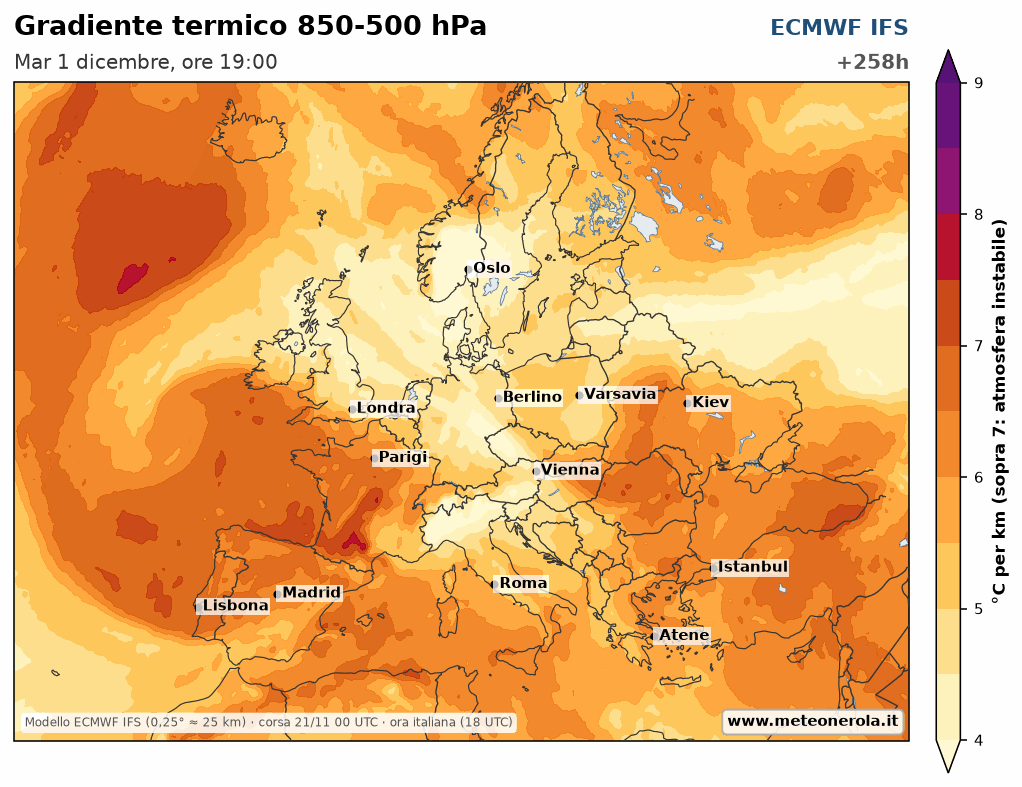 Gradiente termico 850-500 hPa
ECMWF IFS
Mar 1 dicembre, ore 19:00
+258h
Oslo
Berlino
Varsavia
Kiev
Londra
Parigi
Vienna
Istanbul
Roma
Madrid
Lisbona
Atene
Modello ECMWF IFS (0,25° ≈ 25 km) · corsa 21/11 00 UTC · ora italiana (18 UTC)
www.meteonerola.it
9
8
7
6
5
4
°C per km (sopra 7: atmosfera instabile)